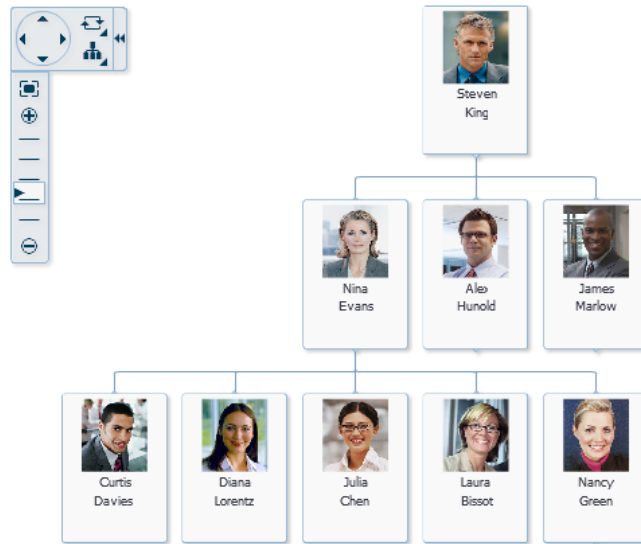 Steven
King
Nina
Evans
Alex
Hunold
James
Marlow
Curtis
Davies
Diana
Lorentz
Julia
Chen
Laura
Bissot
Nancy
Green